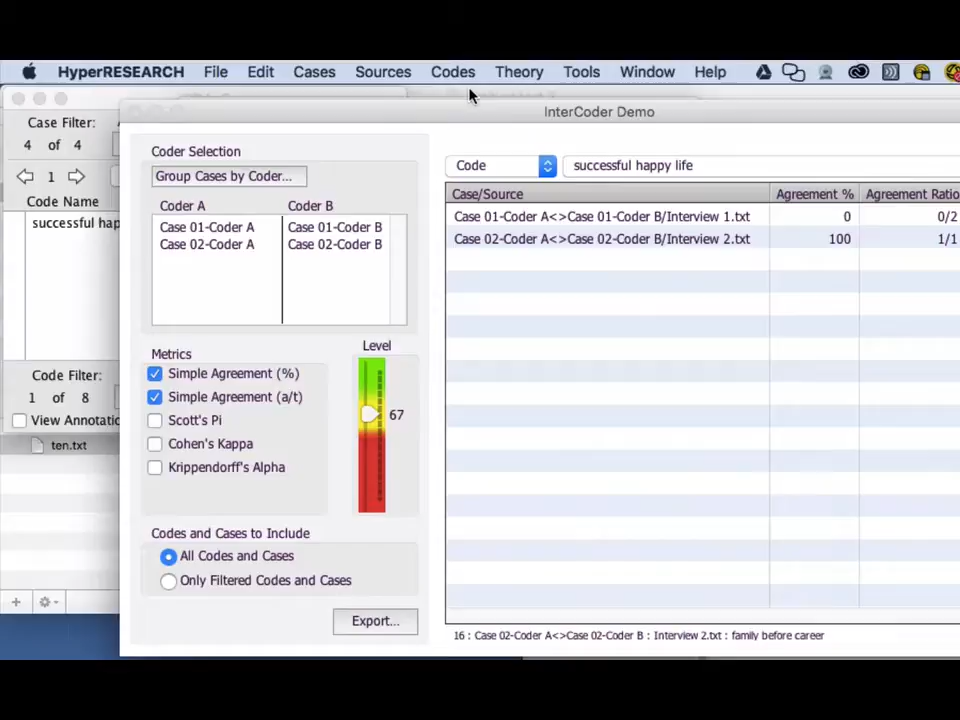 HyperRESEARCH File Edit Cases Sources Codes Theory Tools Window Help
InterCoder Demo
Case Filter:
4 of 4
1
Code Name
successful hap
Code Filter:
1 of 8
View Annotatio
ten.txt
Coder Selection
Group Cases by Coder...
Coder A Coder B
Case 01-Coder A Case 01-Coder B
Case 02-Coder A Case 02-Coder B
Metrics
Level
Simple Agreement (%)
Simple Agreement (a/t)
67
Scott's Pi
Cohen's Kappa
Krippendorff's Alpha
Codes and Cases to Include
All Codes and Cases
Only Filtered Codes and Cases
Export...
Code successful happy life
Case/Source Agreement % Agreement Ratio
Case 01-Coder A<>Case 01-Coder B/Interview 1.txt 0 0/2
Case 02-Coder A<>Case 02-Coder B/Interview 2.txt 100 1/1
16 : Case 02-Coder A<>Case 02-Coder B : Interview 2.txt : family before career